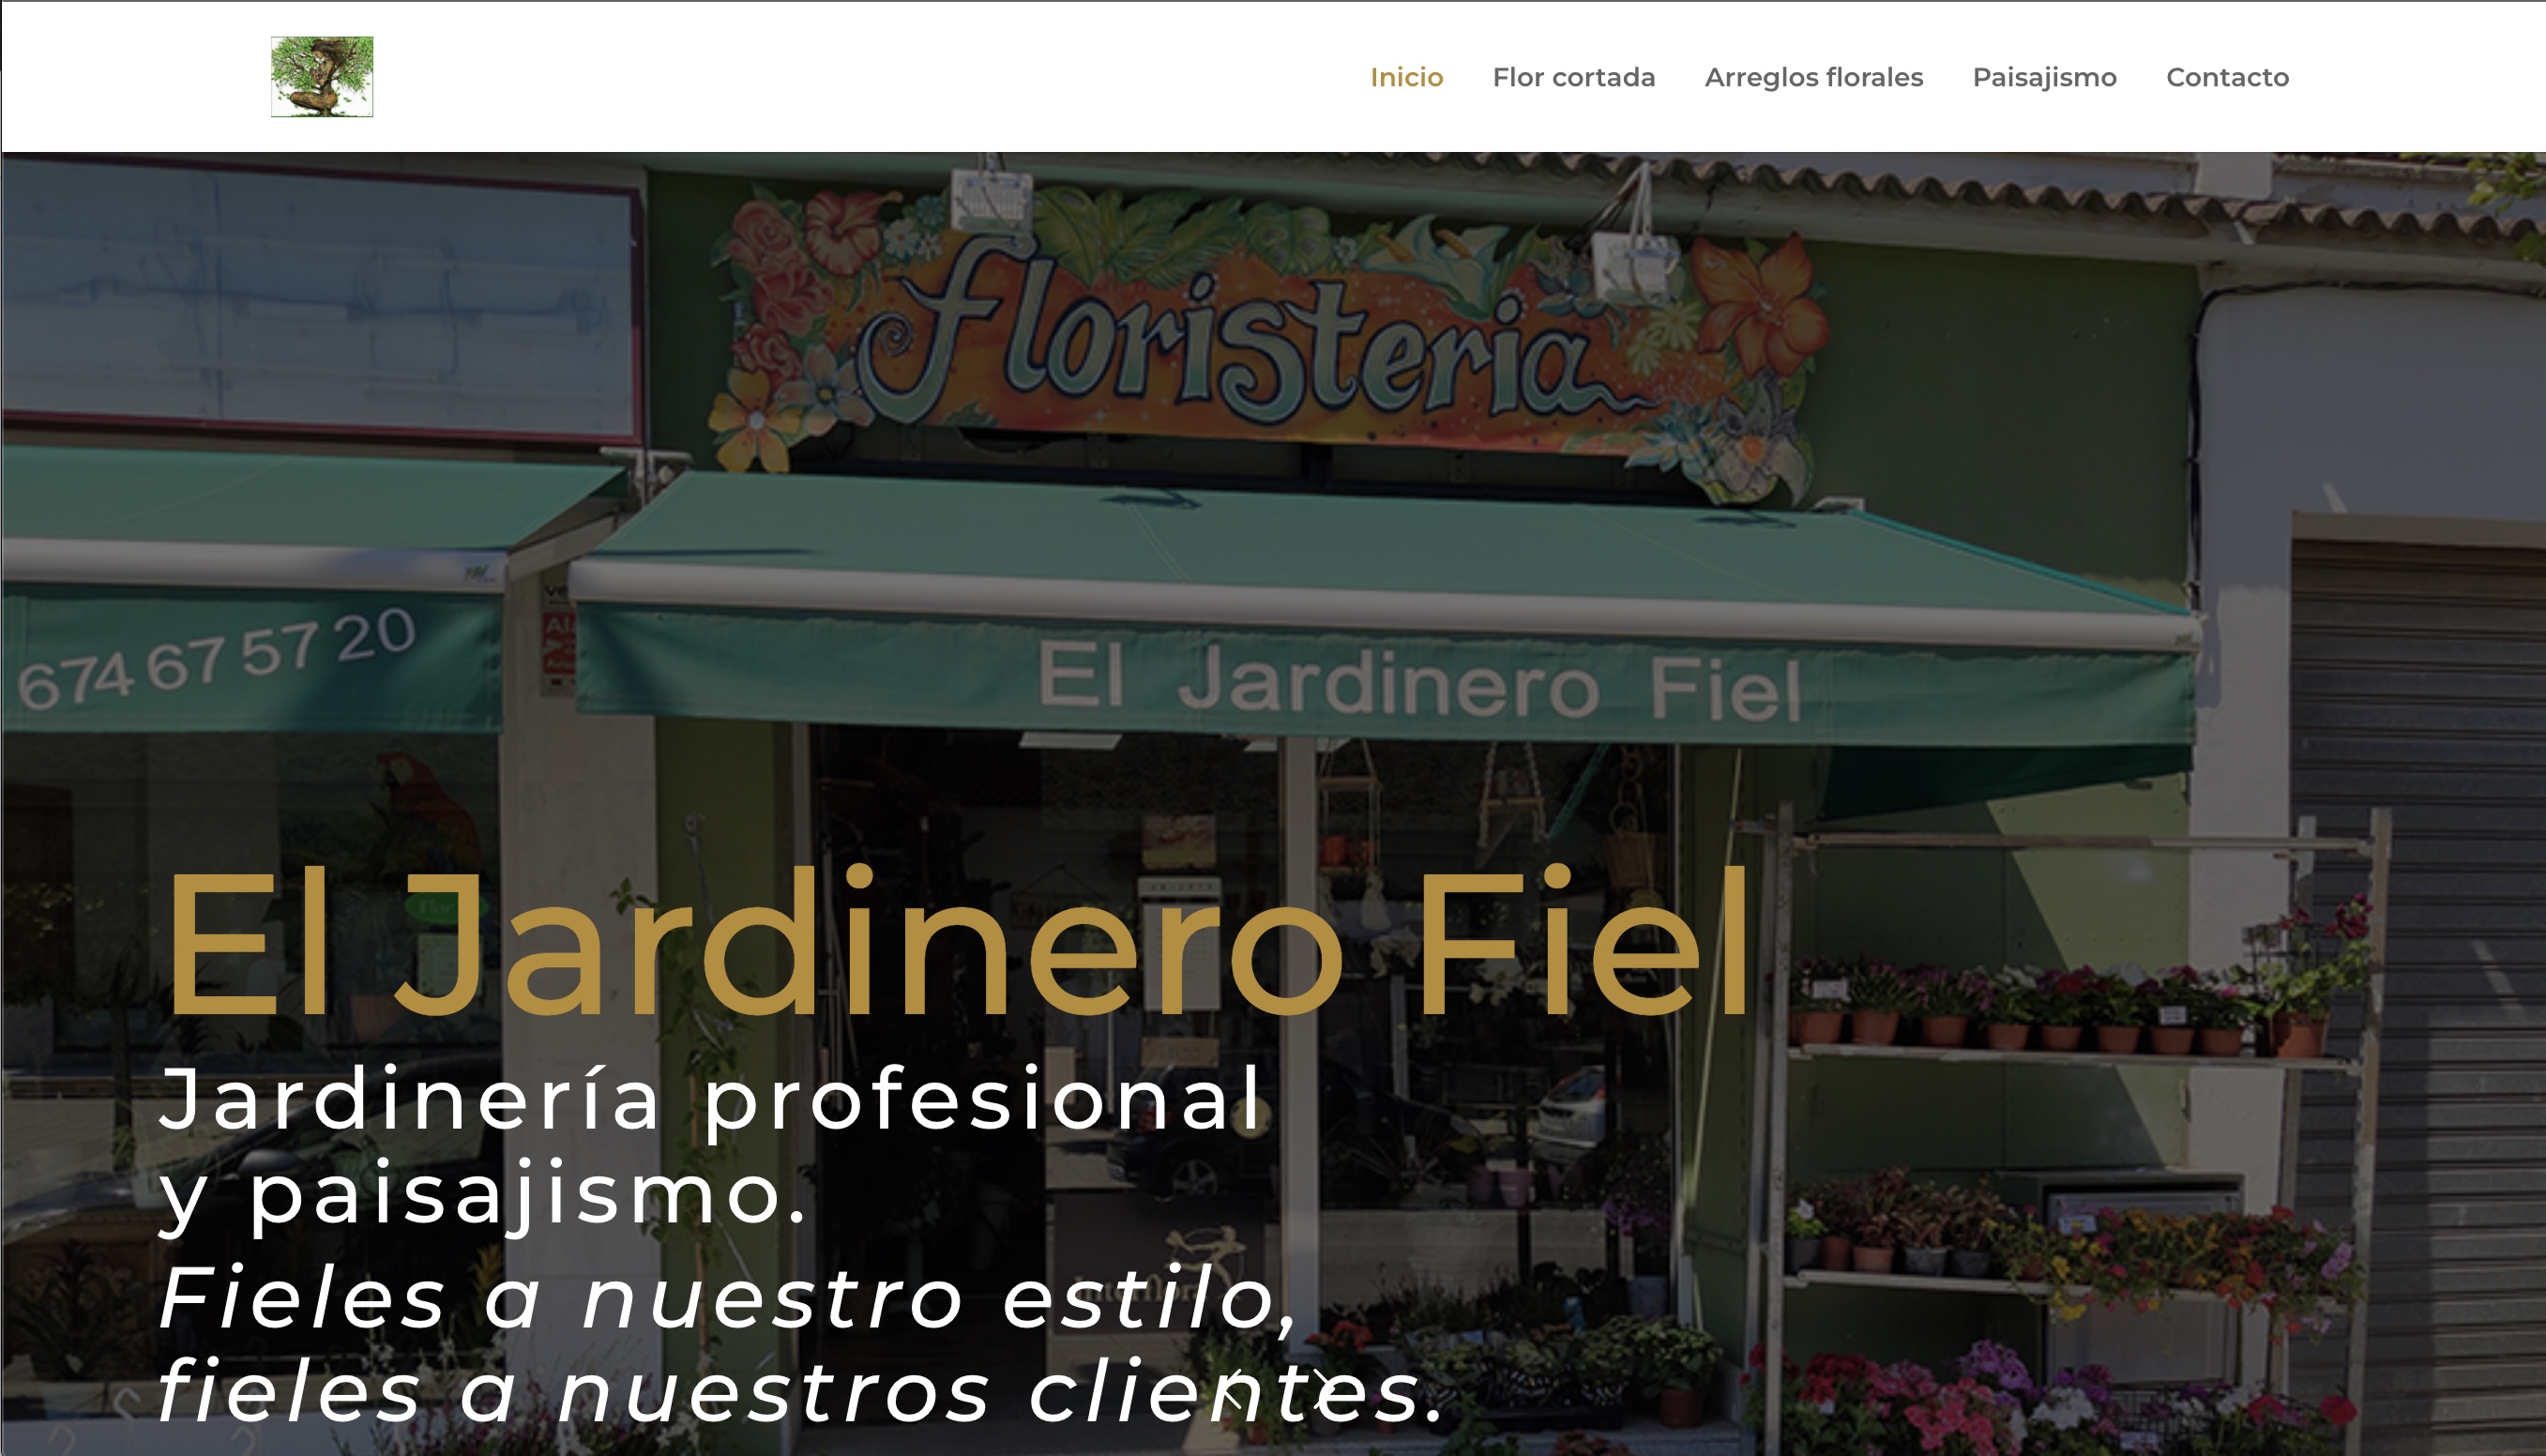 Inicio
Flor cortada
Arreglos florales
Paisajismo
Contacto
floristeria
674 67 57 20
El Jardinero Fiel
El Jardinero Fiel
Jardinería profesional
y paisajismo.
Fieles a nuestro estilo,
fieles a nuestros clientes.